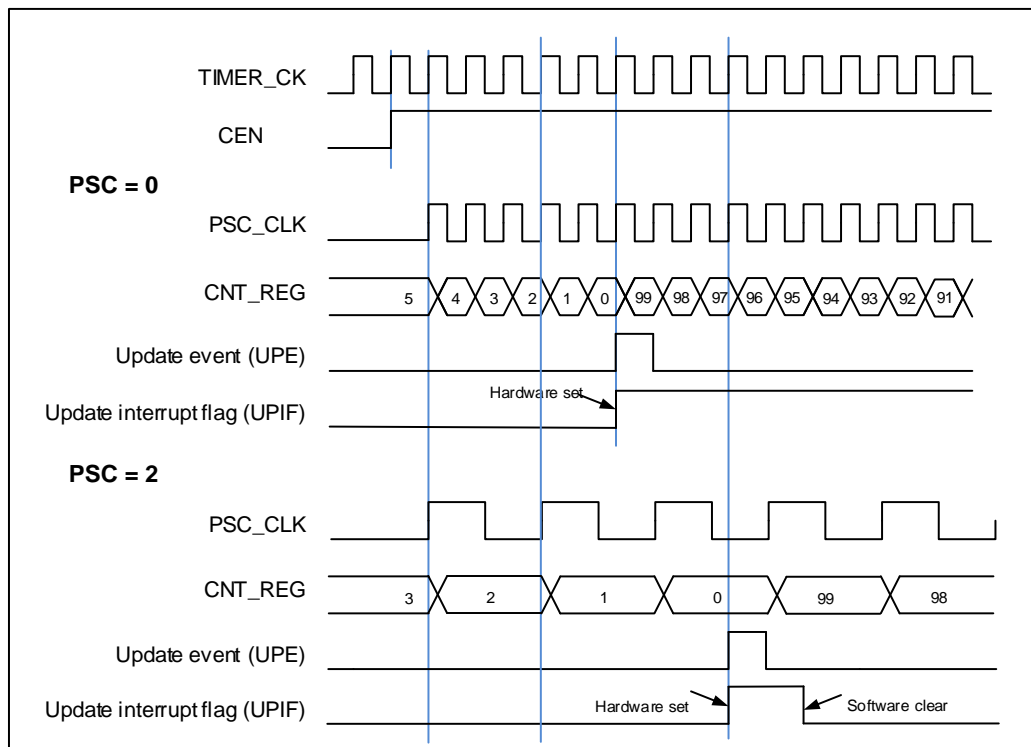 TIMER_CK
CEN
PSC = 0
PSC_CLK
CNT_REG 5 4 3 2 1 0 99 98 97 96 95 94 93 92 91
Update event (UPE)
Hardware set
Update interrupt flag (UPIF)
PSC = 2
PSC_CLK
CNT_REG 3 2 1 0 99 98
Update event (UPE)
Update interrupt flag (UPIF) Hardware set Software clear